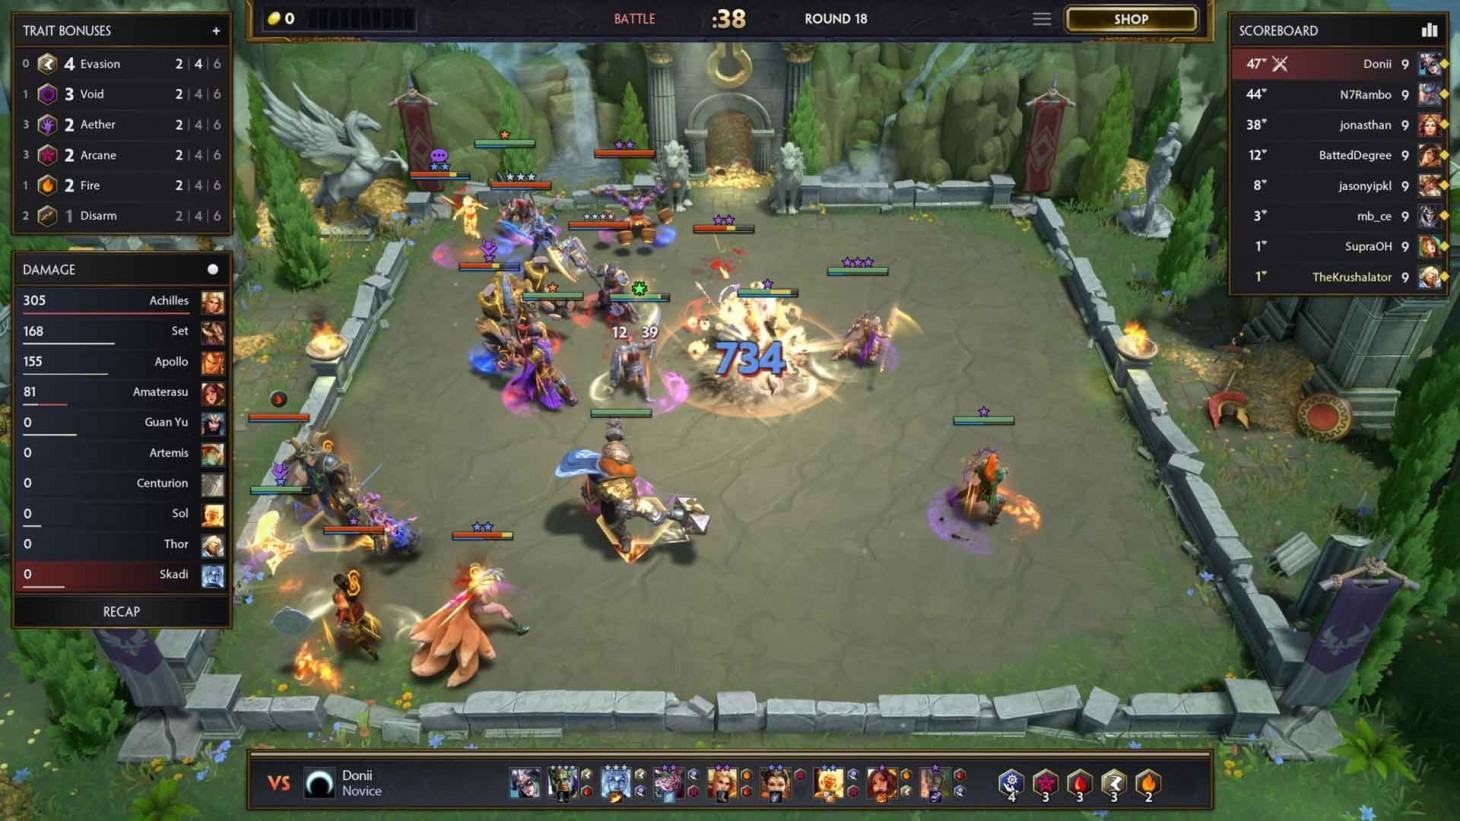 TRAIT BONUSES +
0 4 Evasion 2 | 4 | 6
1 3 Void 2 | 4 | 6
3 2 Aether 2 | 4 | 6
3 2 Arcane 2 | 4 | 6
1 2 Fire 2 | 4 | 6
2 1 Disarm 2 | 4 | 6
DAMAGE
305 Achilles
168 Set
155 Apollo
81 Amaterasu
0 Guan Yu
0 Artemis
0 Centurion
0 Sol
0 Thor
0 Skadi
RECAP
0
BATTLE :38 ROUND 18
SHOP
12 39
734
SCOREBOARD
47 Donii 9
44 N7Rambo 9
38 jonasthan 9
12 BattedDegree 9
8 jasonyipkl 9
3 mb_ce 9
1 SupraOH 9
1 TheKrushalator 9
VS Donii
Novice
4 3 3 3 2